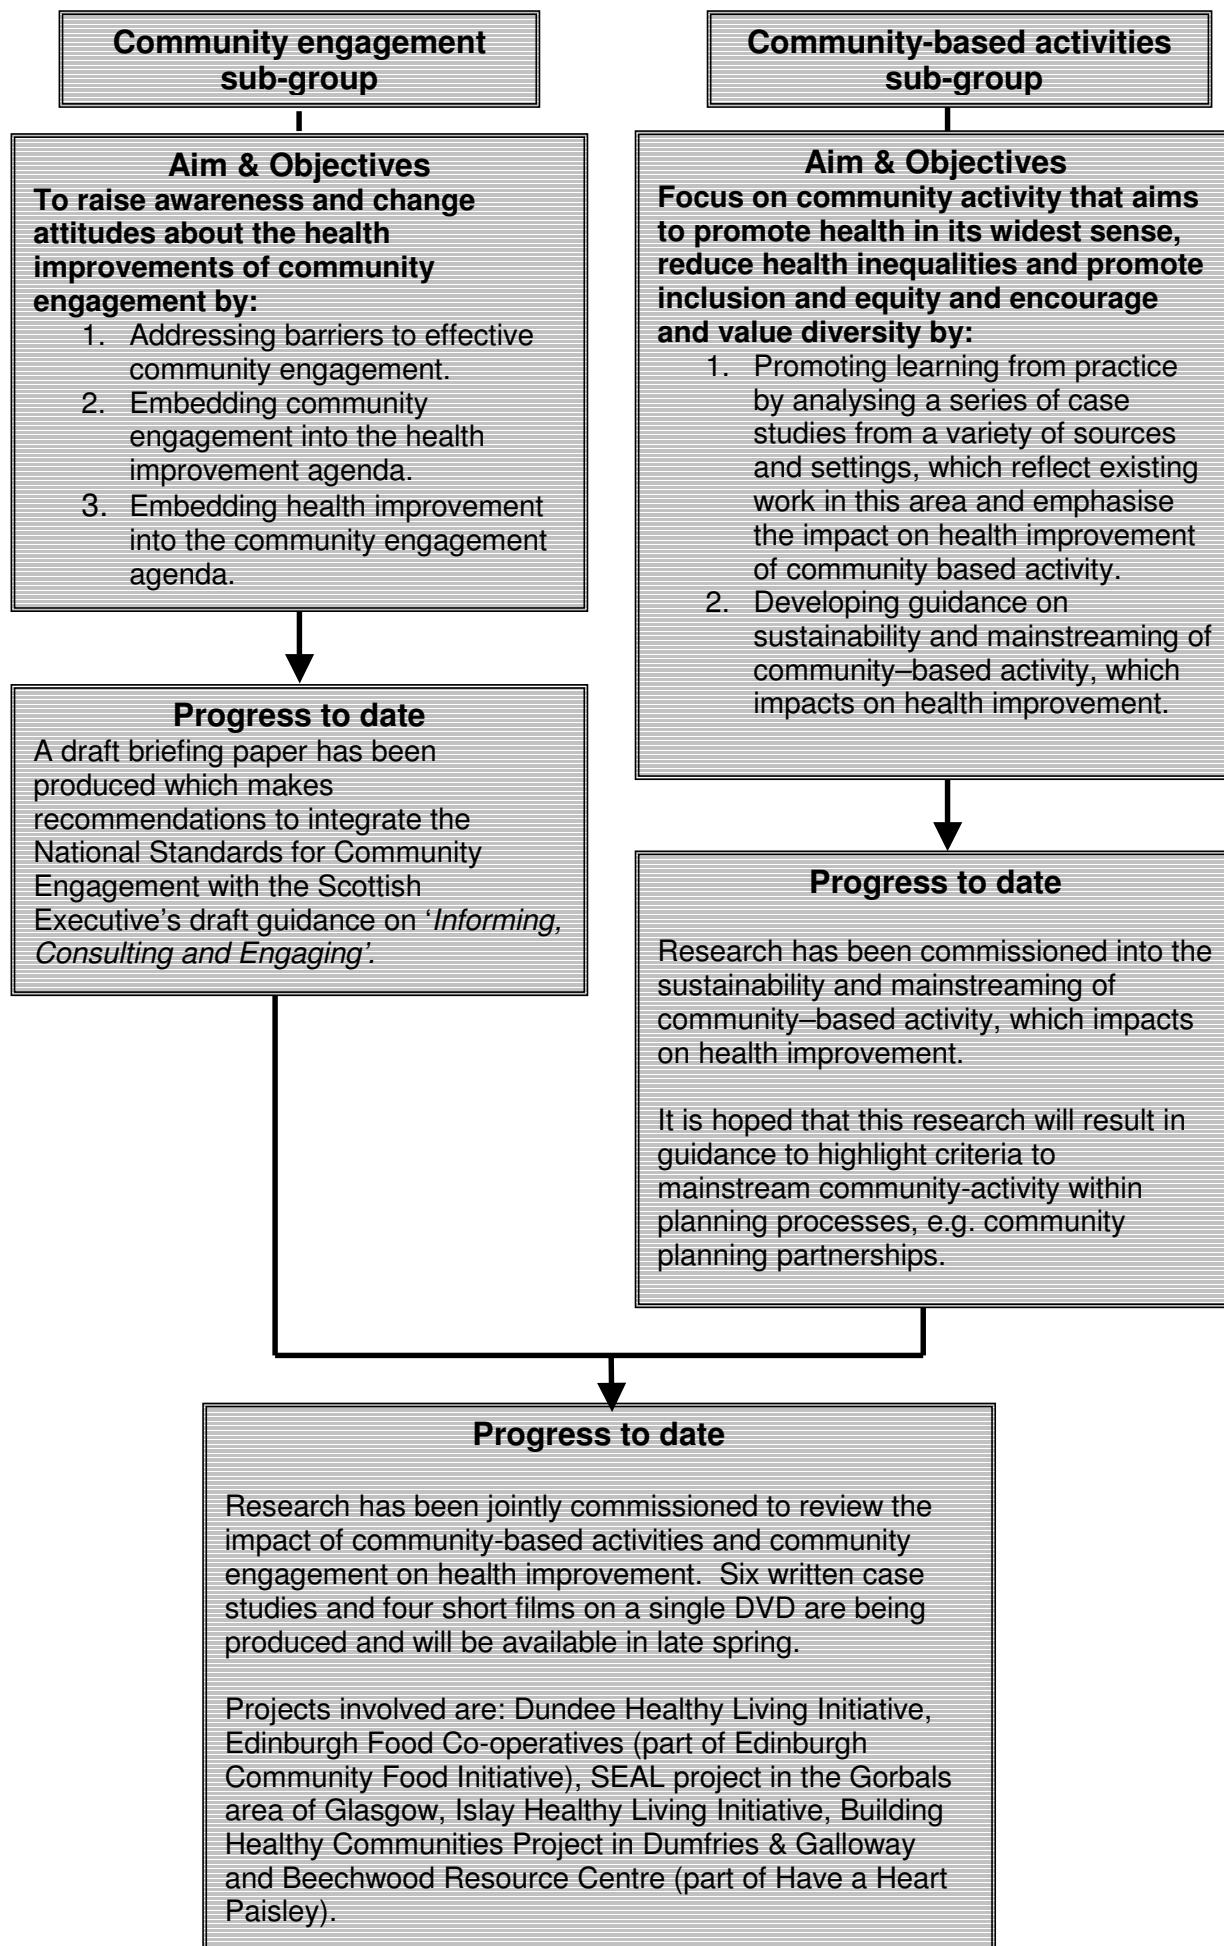 Community engagement
sub-group
Aim & Objectives
To raise awareness and change
attitudes about the health
improvements of community
engagement by:
1. Addressing barriers to effective
community engagement.
2. Embedding community
engagement into the health
improvement agenda.
3. Embedding health improvement
into the community engagement
agenda.
Progress to date
A draft briefing paper has been
produced which makes
recommendations to integrate the
National Standards for Community
Engagement with the Scottish
Executive’s draft guidance on ‘Informing,
Consulting and Engaging’.
Community-based activities
sub-group
Aim & Objectives
Focus on community activity that aims
to promote health in its widest sense,
reduce health inequalities and promote
inclusion and equity and encourage
and value diversity by:
1. Promoting learning from practice
by analysing a series of case
studies from a variety of sources
and settings, which reflect existing
work in this area and emphasise
the impact on health improvement
of community based activity.
2. Developing guidance on
sustainability and mainstreaming of
community–based activity, which
impacts on health improvement.
Progress to date
Research has been commissioned into the
sustainability and mainstreaming of
community–based activity, which impacts
on health improvement.
It is hoped that this research will result in
guidance to highlight criteria to
mainstream community-activity within
planning processes, e.g. community
planning partnerships.
Progress to date
Research has been jointly commissioned to review the
impact of community-based activities and community
engagement on health improvement.  Six written case
studies and four short films on a single DVD are being
produced and will be available in late spring.
Projects involved are: Dundee Healthy Living Initiative,
Edinburgh Food Co-operatives (part of Edinburgh
Community Food Initiative), SEAL project in the Gorbals
area of Glasgow, Islay Healthy Living Initiative, Building
Healthy Communities Project in Dumfries & Galloway
and Beechwood Resource Centre (part of Have a Heart
Paisley).